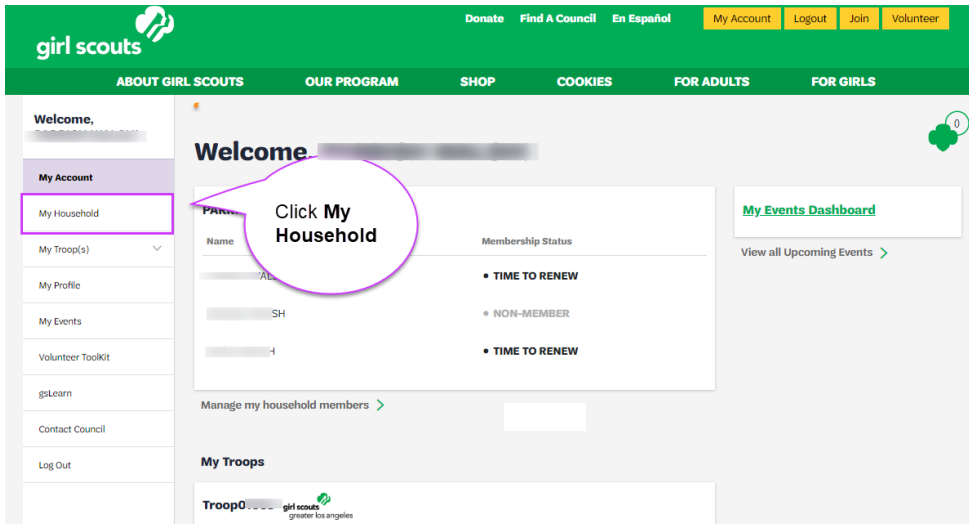 Donate Find A Council En Español My Account Logout Join Volunteer
girl scouts
ABOUT GIRL SCOUTS OUR PROGRAM SHOP COOKIES FOR ADULTS FOR GIRLS
Welcome,
0
Welcome,
My Account
My Household
Click My
Household
My Events Dashboard
Name Membership Status
My Troop(s)
View all Upcoming Events >
TIME TO RENEW
My Profile
SH • NON-MEMBER
My Events
H • TIME TO RENEW
Volunteer ToolKit
gsLearn
Manage my household members >
Contact Council
Log Out
My Troops
Troop0 girl scouts
greater los angeles